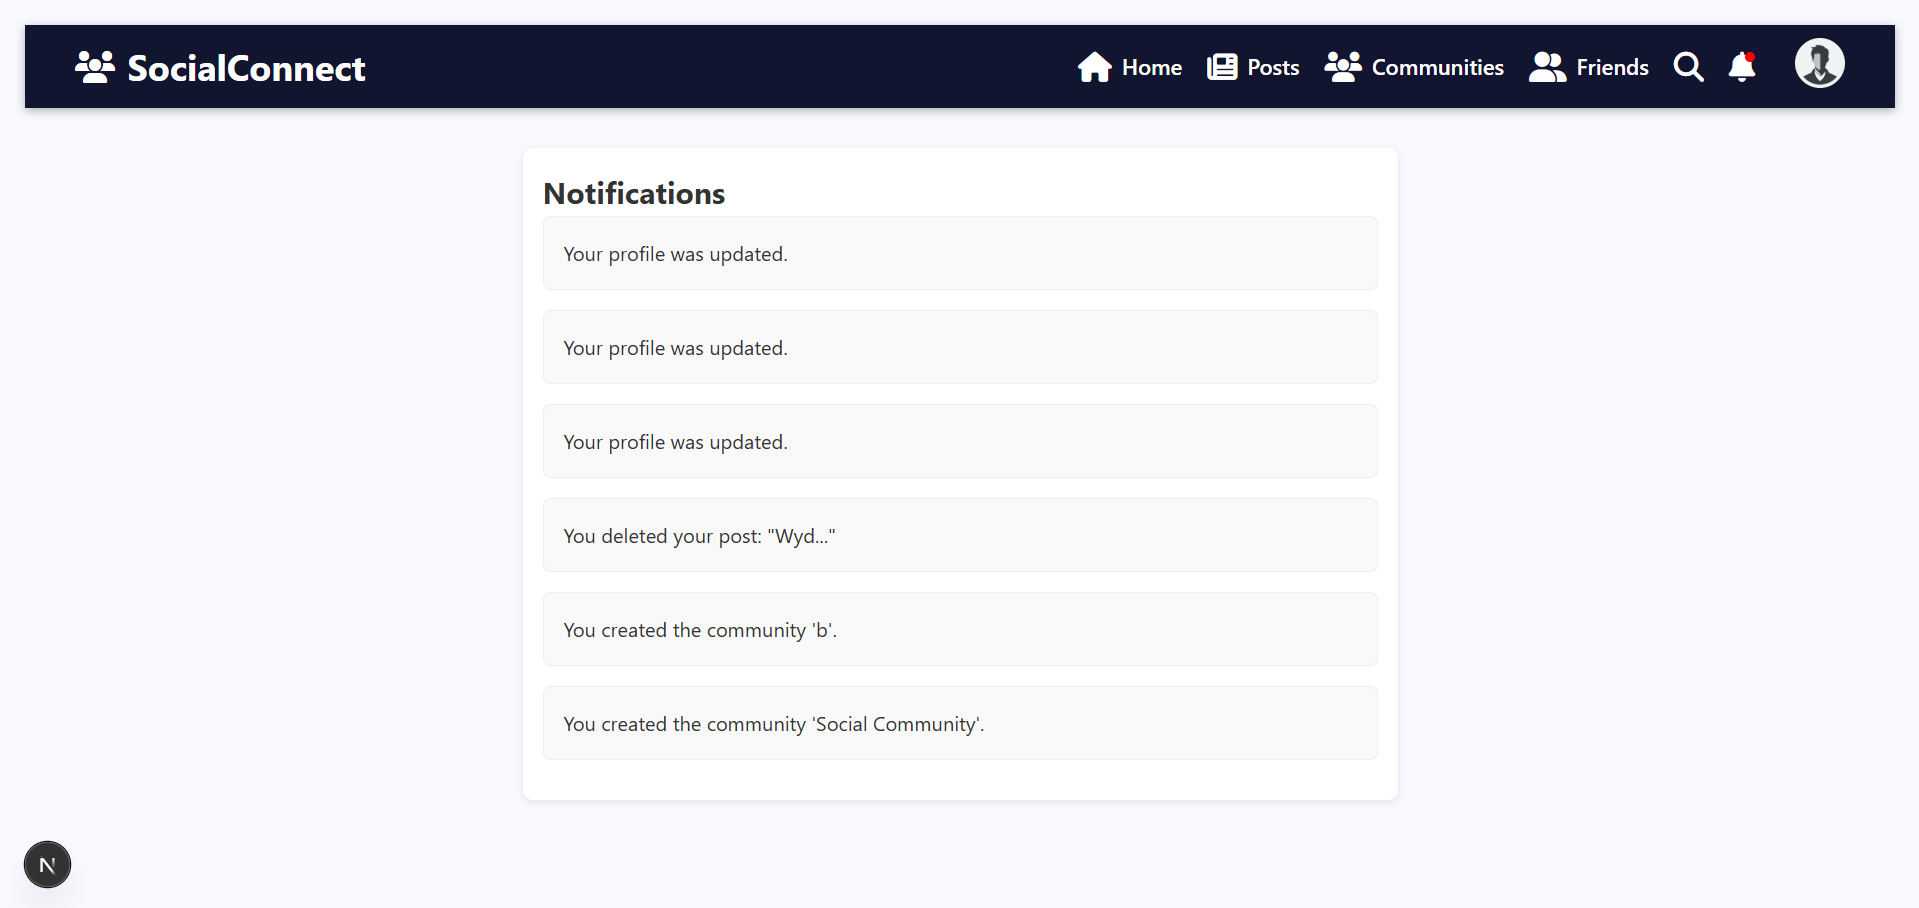 SocialConnect
Home
Posts
Communities
Friends
Notifications
Your profile was updated.
Your profile was updated.
Your profile was updated.
You deleted your post: "Wyd..."
You created the community 'b'.
You created the community 'Social Community'.
N